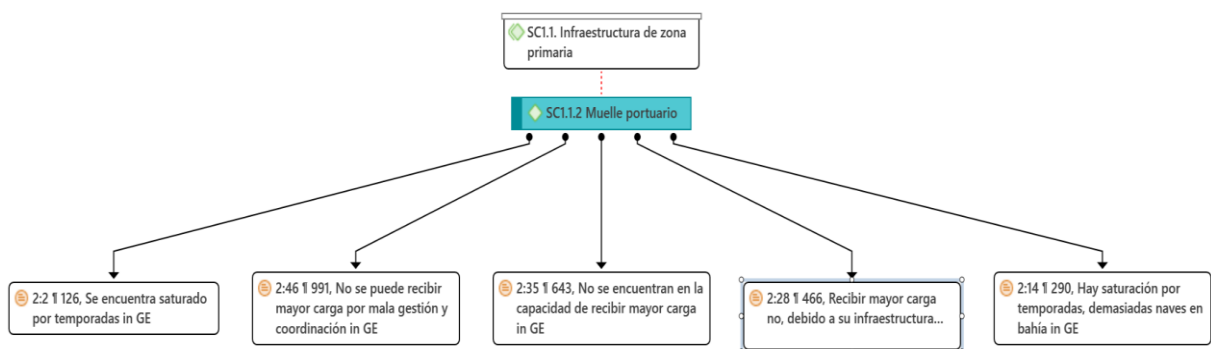 SC1.1. Infraestructura de zona
primaria
SC1.1.2 Muelle portuario
2:2 ¶ 126, Se encuentra saturado
por temporadas in GE
2:46 ¶ 991, No se puede recibir
mayor carga por mala gestión y
coordinación in GE
2:35 ¶ 643, No se encuentran en la
capacidad de recibir mayor carga
in GE
2:28 ¶ 466, Recibir mayor carga
no, debido a su infraestructura...
2:14 ¶ 290, Hay saturación por
temporadas, demasiadas naves en
bahía in GE